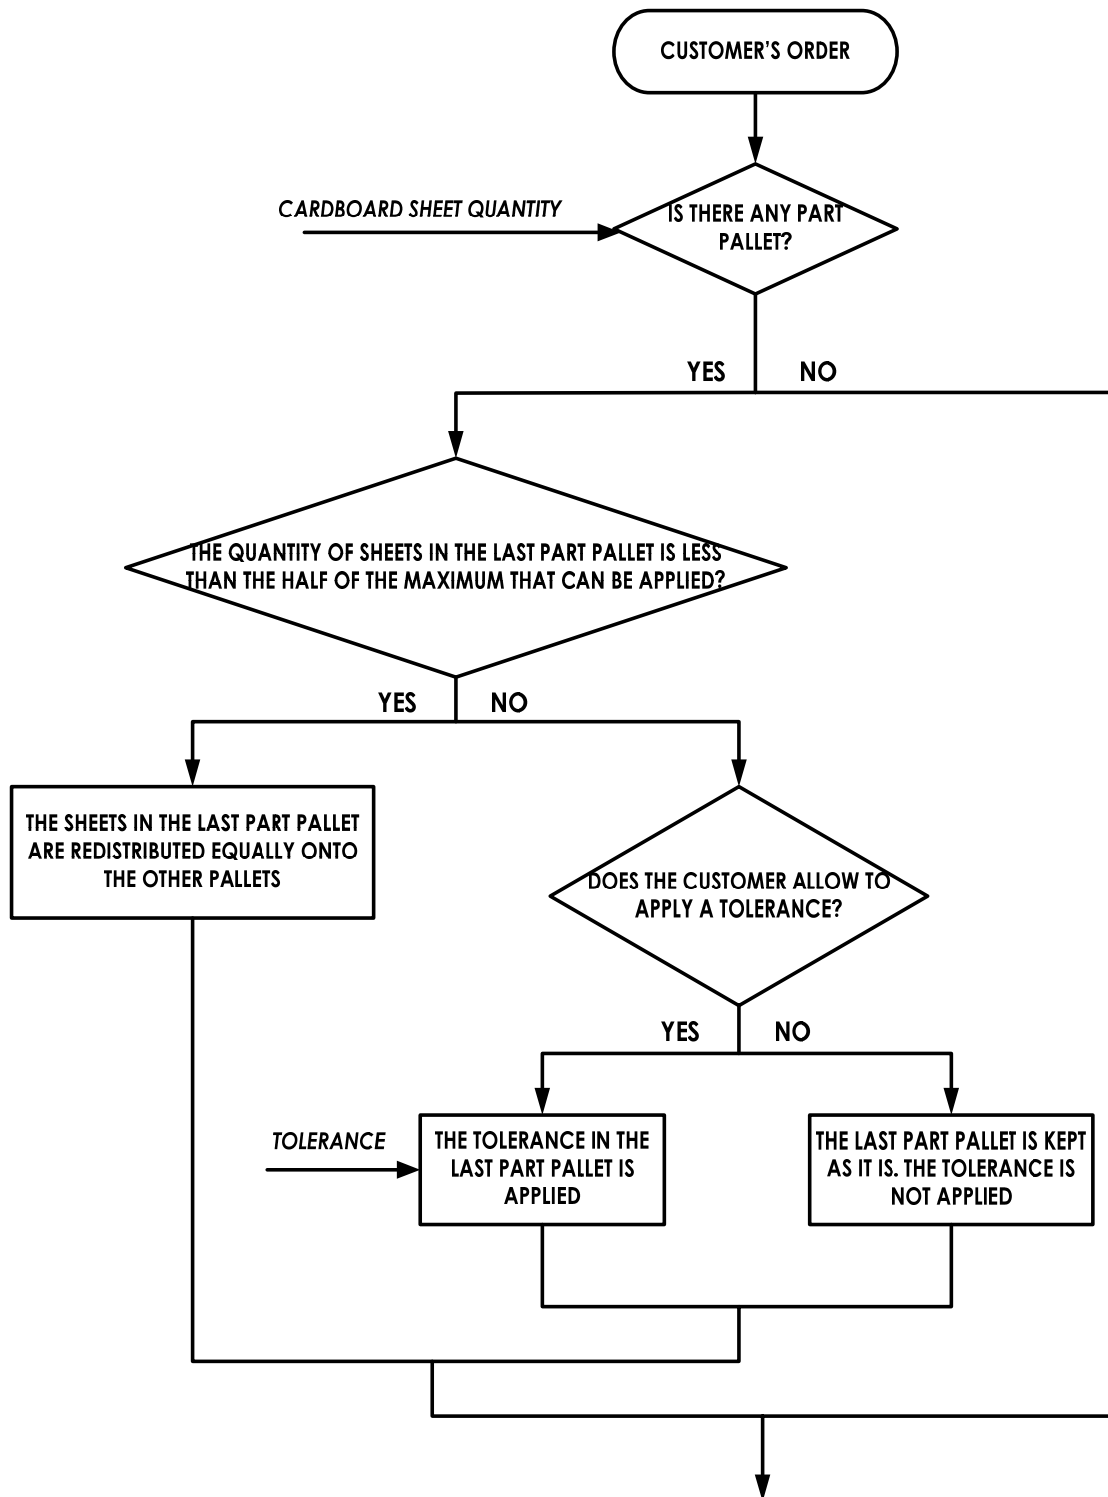 CUSTOMER’S ORDER
CARDBOARD SHEET QUANTITY
IS THERE ANY PART
PALLET?
YES
NO
THE QUANTITY OF SHEETS IN THE LAST PART PALLET IS LESS
THAN THE HALF OF THE MAXIMUM THAT CAN BE APPLIED?
YES
NO
THE SHEETS IN THE LAST PART PALLET
ARE REDISTRIBUTED EQUALLY ONTO
THE OTHER PALLETS
DOES THE CUSTOMER ALLOW TO
APPLY A TOLERANCE?
YES
NO
TOLERANCE
THE TOLERANCE IN THE
LAST PART PALLET IS
APPLIED
THE LAST PART PALLET IS KEPT
AS IT IS. THE TOLERANCE IS
NOT APPLIED